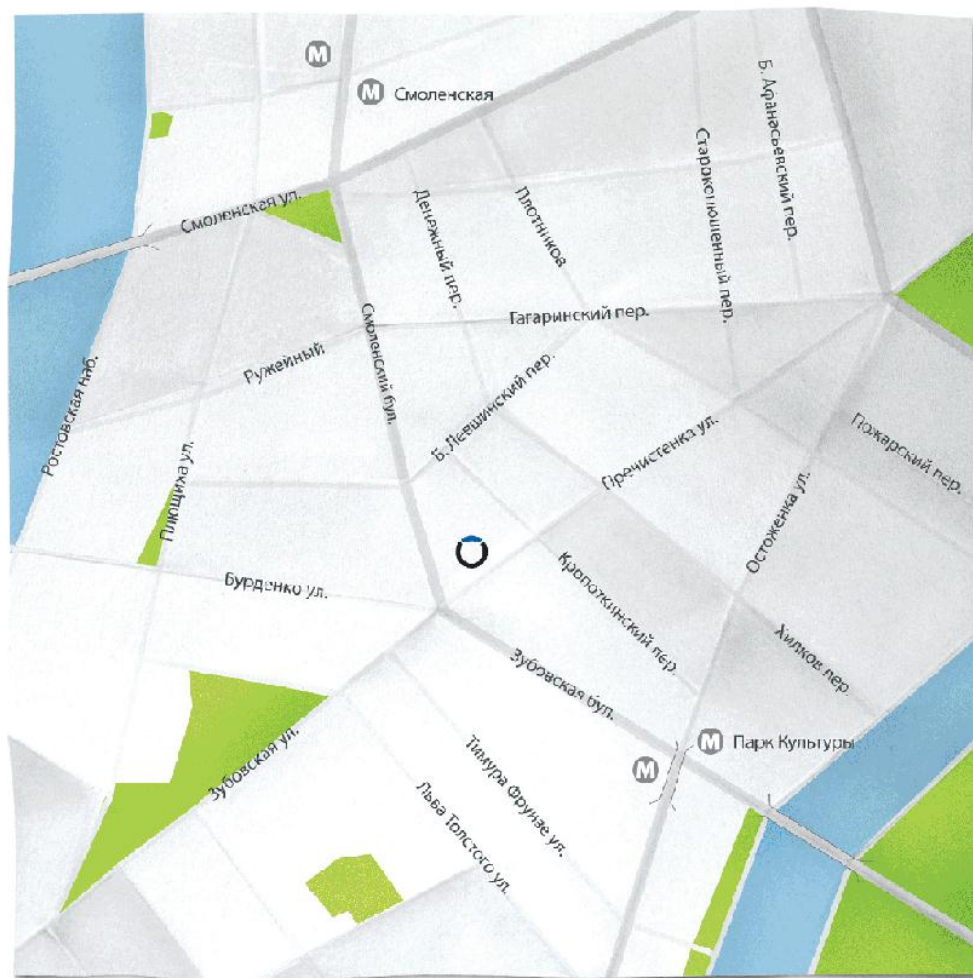 М
М Смоленская
Б. Афанасьевский пер.
Староконюшенный пер.
Плотников
Денежный пер.
Смоленская ул.
Гагаринский пер.
Смоленский бул.
Ружейный
Ростовская наб.
Б. Левшинский пер.
Пречистенка ул.
Пожарский пер.
Плющиха ул.
Остоженка ул.
Бурденко ул.
Кропоткинский пер.
Хилков пер.
Зубовская бул.
Зубовская ул.
М Парк Культуры
М
Тимура Фрунзе ул.
Льва Толстого ул.